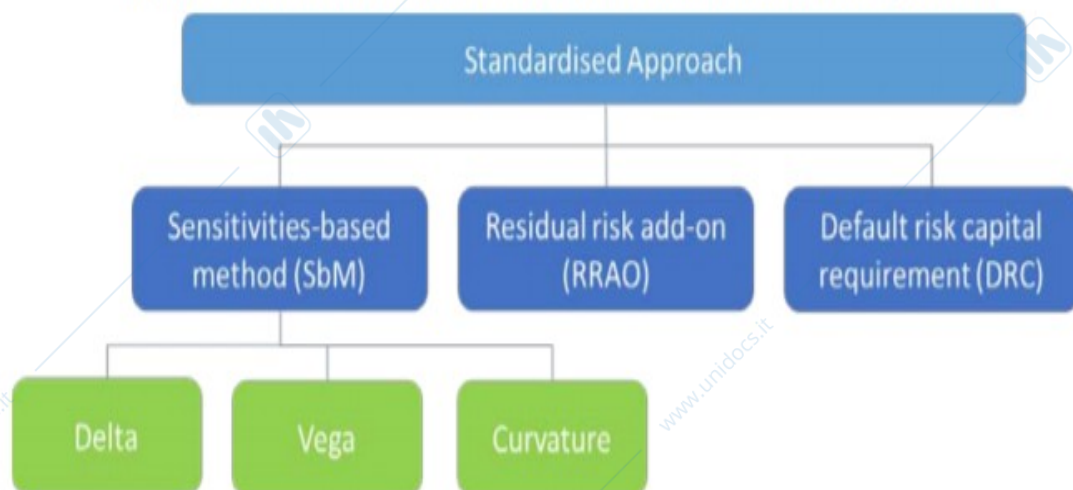 Standardised Approach
Sensitivities-based
method (SbM)
Residual risk add-on
(RRAO)
Default risk capital
requirement (DRC)
Delta
Vega
Curvature
www.unidocs.it